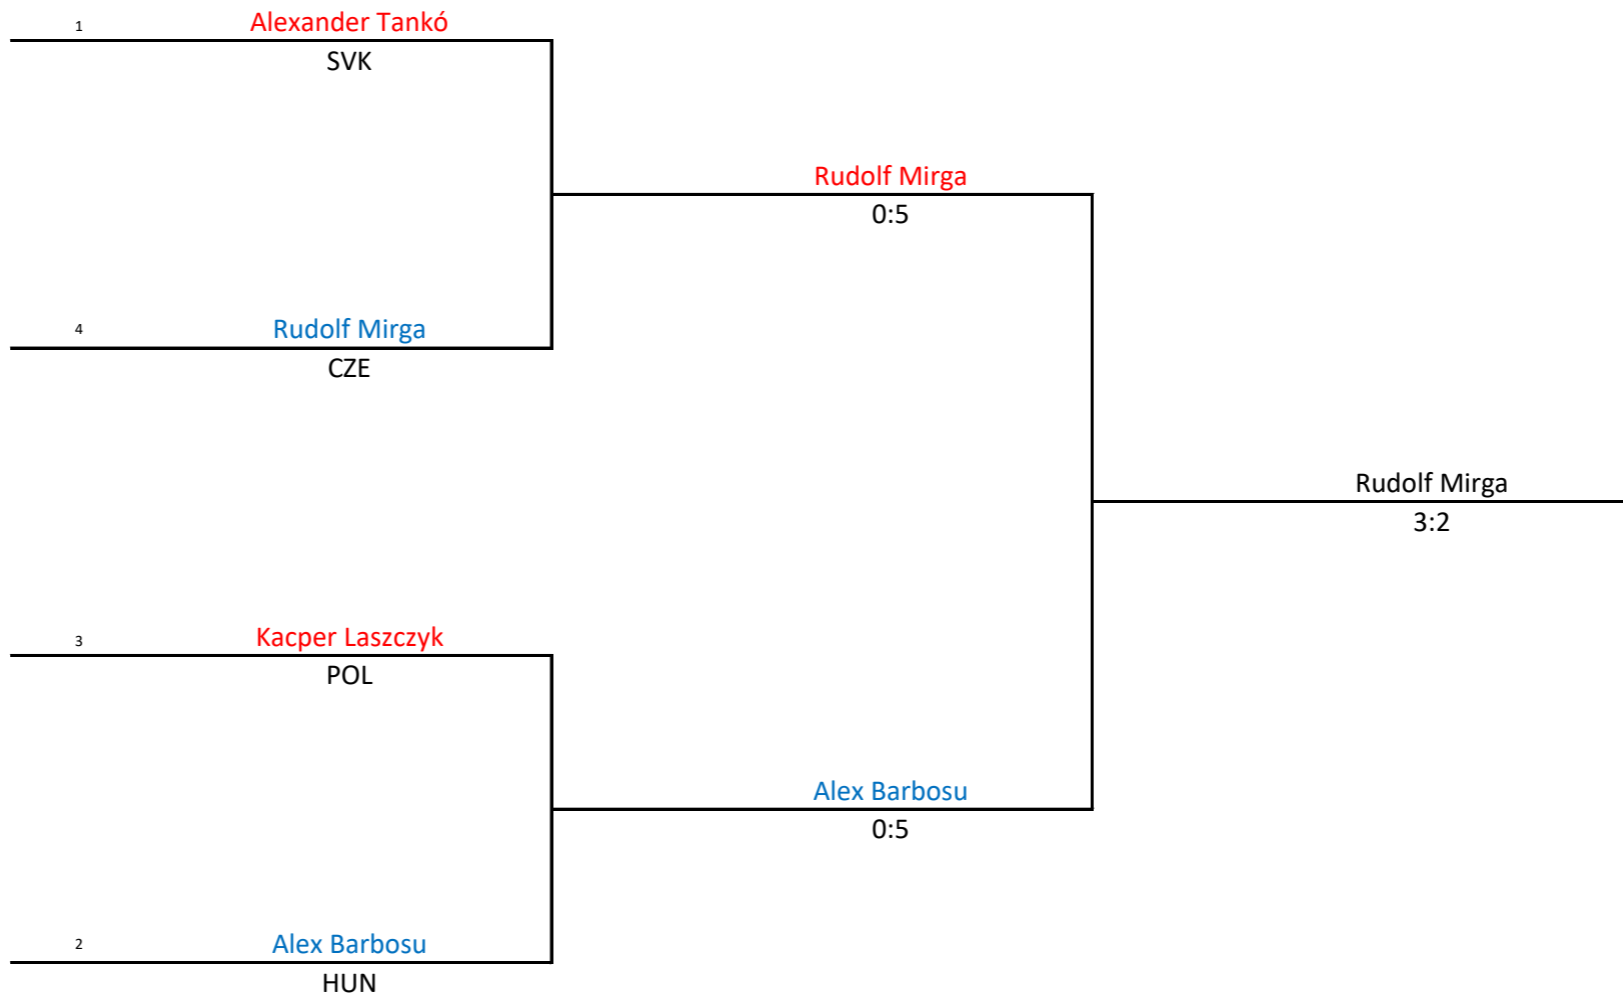 1
Alexander Tankó
SVK
Rudolf Mirga
0:5
4
Rudolf Mirga
CZE
Rudolf Mirga
3:2
3
Kacper Laszczyk
POL
Alex Barbosu
0:5
2
Alex Barbosu
HUN